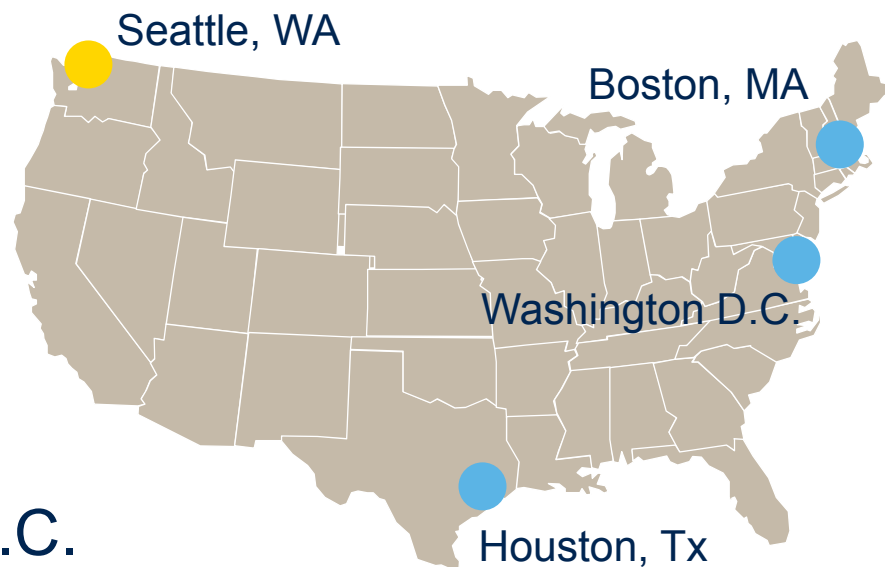 Seattle, WA
Boston, MA
Washington D.C.
.C.
Houston, Tx